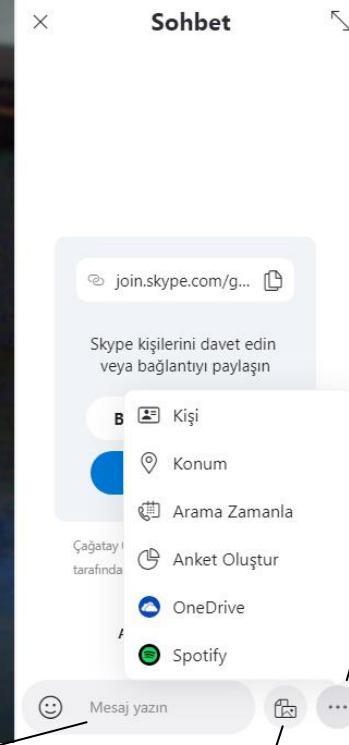 Sohbet
join.skype.com/g...
Skype kişilerini davet edin
veya bağlantıyı paylaşın
B
Kişi
Konum
Arama Zamanla
Çağatay
Anket Oluştur
tarafında
OneDrive
A
Spotify
Mesaj yazın